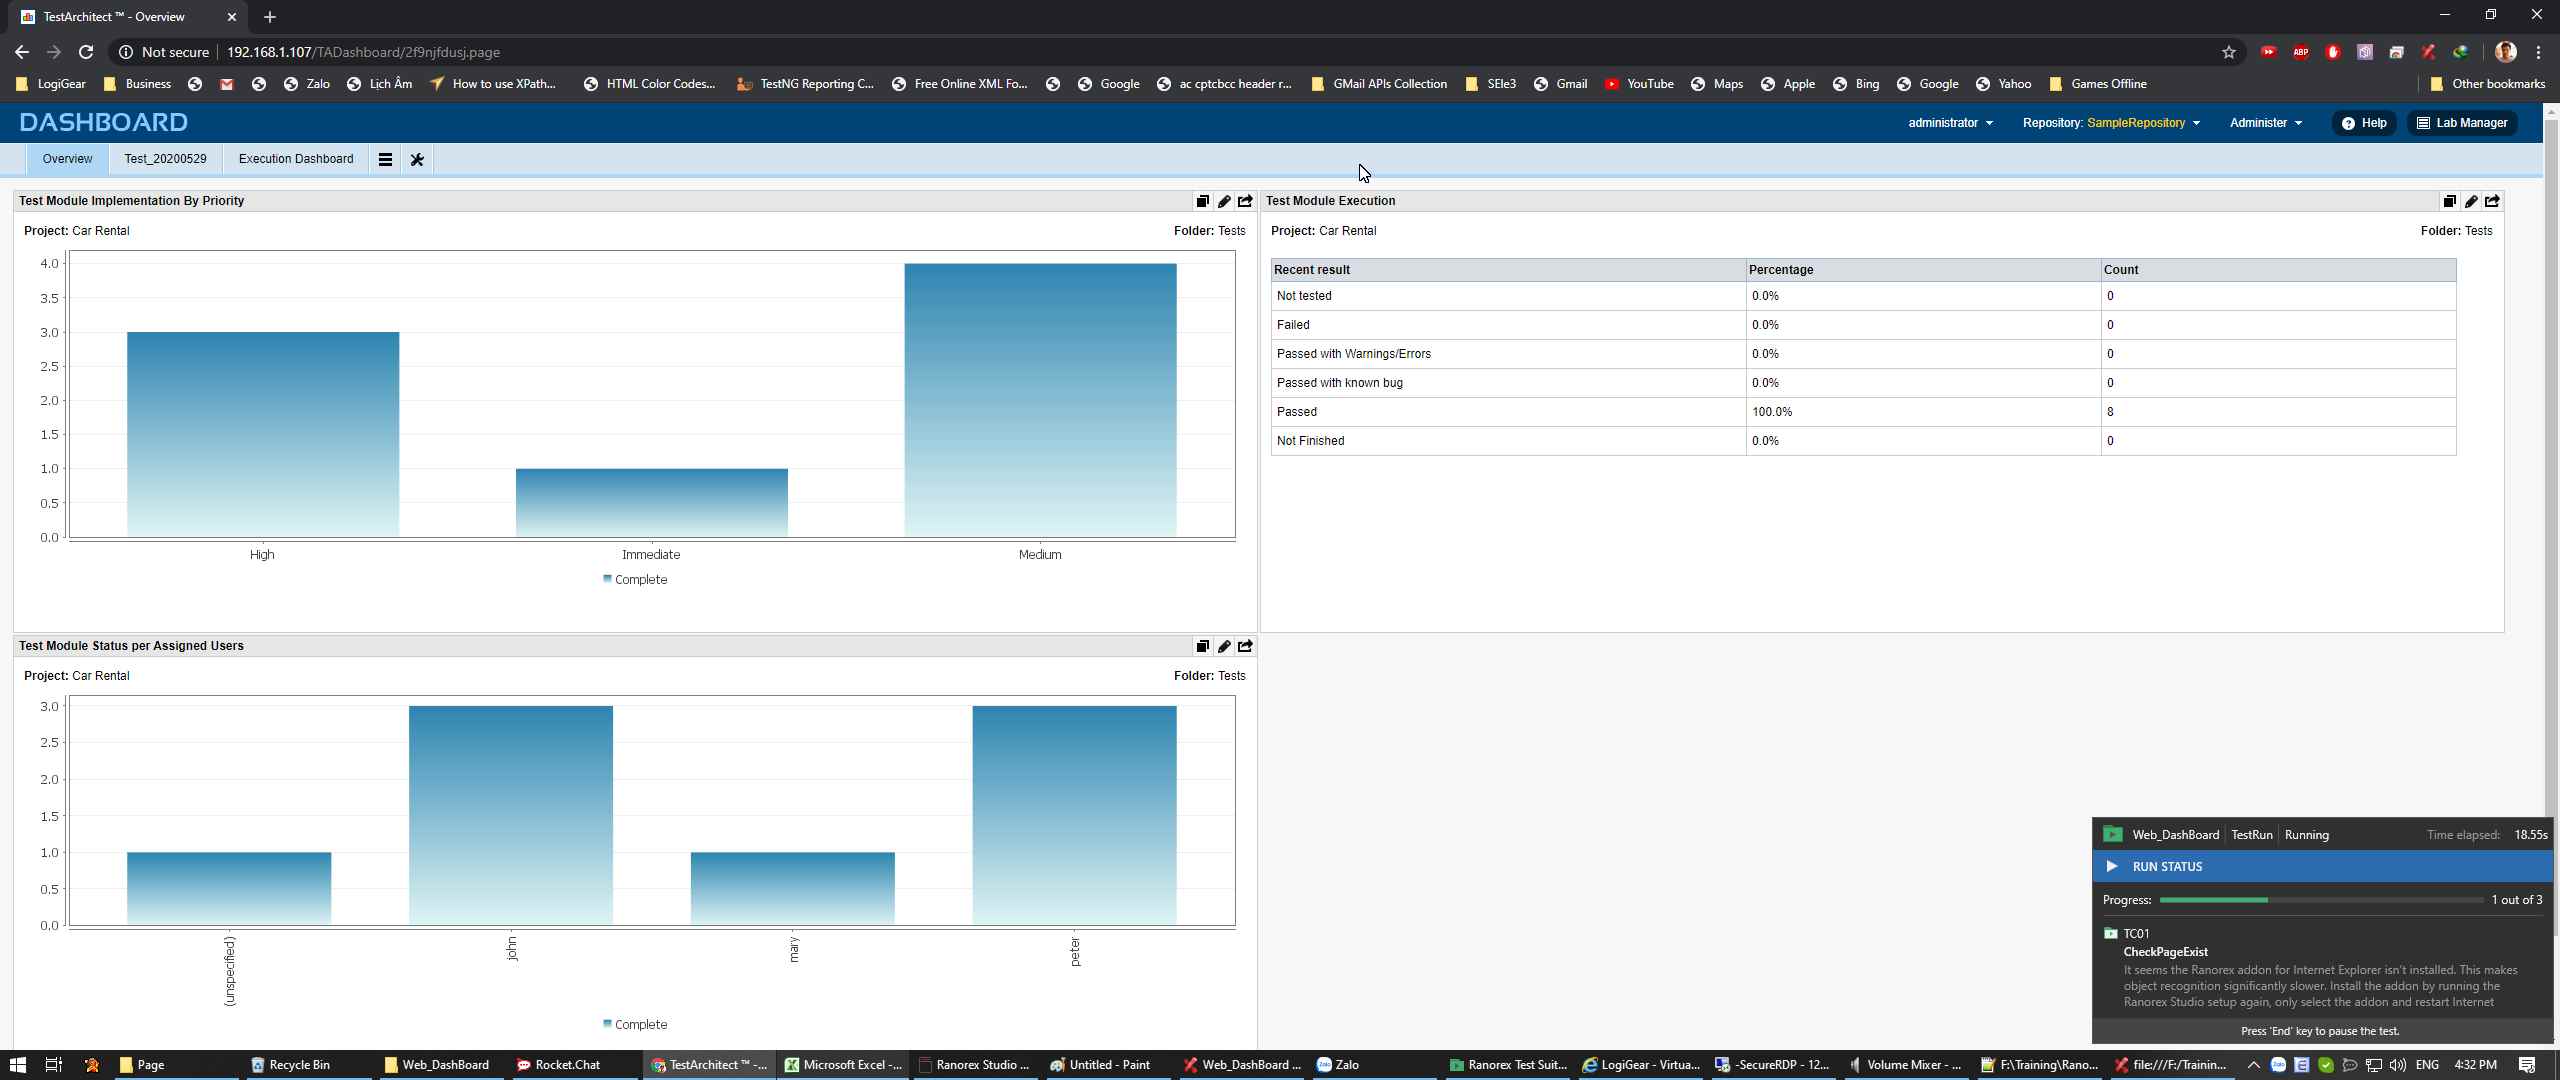 TestArchitect ™ - Overview
Not secure
192.168.1.107/TADashboard/2f9njfdusj.page
ABP
LogiGear Business Zalo Lịch Âm How to use XPath... HTML Color Codes... TestNG Reporting C... Free Online XML Fo... Google ac cptcbcc header r... GMail APIs Collection SEle3 Gmail YouTube Maps Apple Bing Google Yahoo Games Offline Other bookmarks
DASHBOARD
administrator Repository: SampleRepository Administer Help Lab Manager
Overview Test_20200529 Execution Dashboard
Test Module Implementation By Priority
Project: Car Rental Folder: Tests
4.0
3.5
3.0
2.5
2.0
1.5
1.0
0.5
0.0
High Immediate Medium
Complete
Test Module Execution
Project: Car Rental Folder: Tests
Recent result Percentage Count
Not tested 0.0% 0
Failed 0.0% 0
Passed with Warnings/Errors 0.0% 0
Passed with known bug 0.0% 0
Passed 100.0% 8
Not Finished 0.0% 0
Test Module Status per Assigned Users
Project: Car Rental Folder: Tests
3.0
2.5
2.0
1.5
1.0
0.5
0.0
(unspecified) john mary peter
Complete
Web_DashBoard TestRun Running Time elapsed: 18.55s
RUN STATUS
Progress: 1 out of 3
TC01
CheckPageExist
It seems the Ranorex addon for Internet Explorer isn't installed. This makes
object recognition significantly slower. Install the addon by running the
Ranorex Studio setup again, only select the addon and restart Internet
Press 'End' key to pause the test.
Page Recycle Bin Web_DashBoard Rocket.Chat TestArchitect ™ -... Microsoft Excel -... Ranorex Studio ... Untitled - Paint Web_DashBoard ... Zalo Ranorex Test Suit... LogiGear - Virtua... -SecureRDP - 12... Volume Mixer - ... F:\Training\Rano... file:///F:/Trainin... ENG 4:32 PM